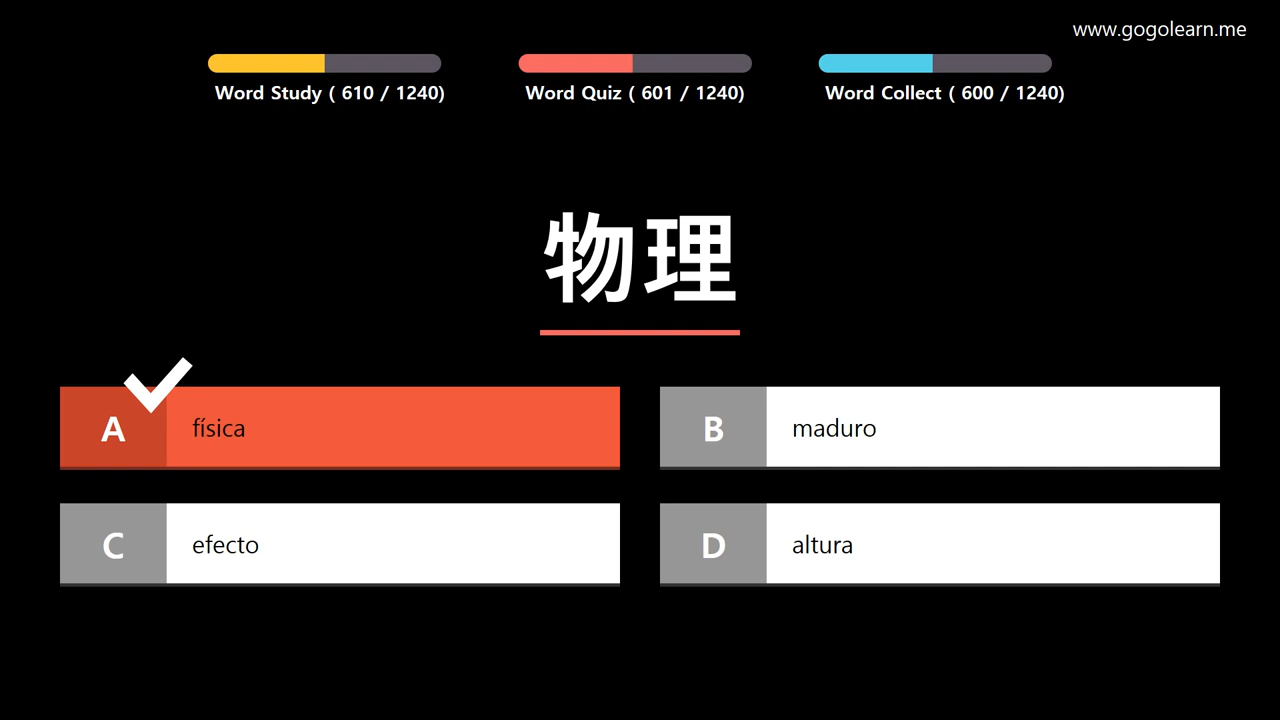 www.gogolearn.me
Word Study ( 610 / 1240)
Word Quiz ( 601 / 1240)
Word Collect ( 600 / 1240)
物理
A física
B maduro
C efecto
D altura